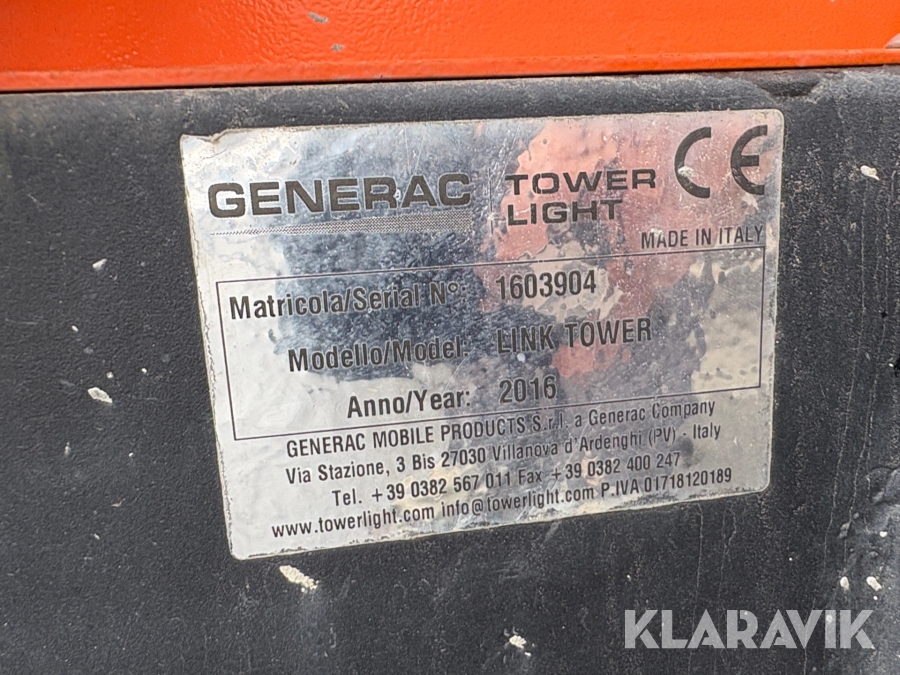 GENERAC TOWER LIGHT CE
MADE IN ITALY
Matricola/Serial N°: 1603904
Modello/Model: LINK TOWER
Anno/Year: 2016
GENERAC MOBILE PRODUCTS S.r.l. a Generac Company
Via Stazione, 3 Bis 27030 Villanova d'Ardenghi (PV) - Italy
Tel. +39 0382 567 011 Fax +39 0382 400 247
www.towerlight.com info@towerlight.com P.IVA 01718120189
KLARAVIK